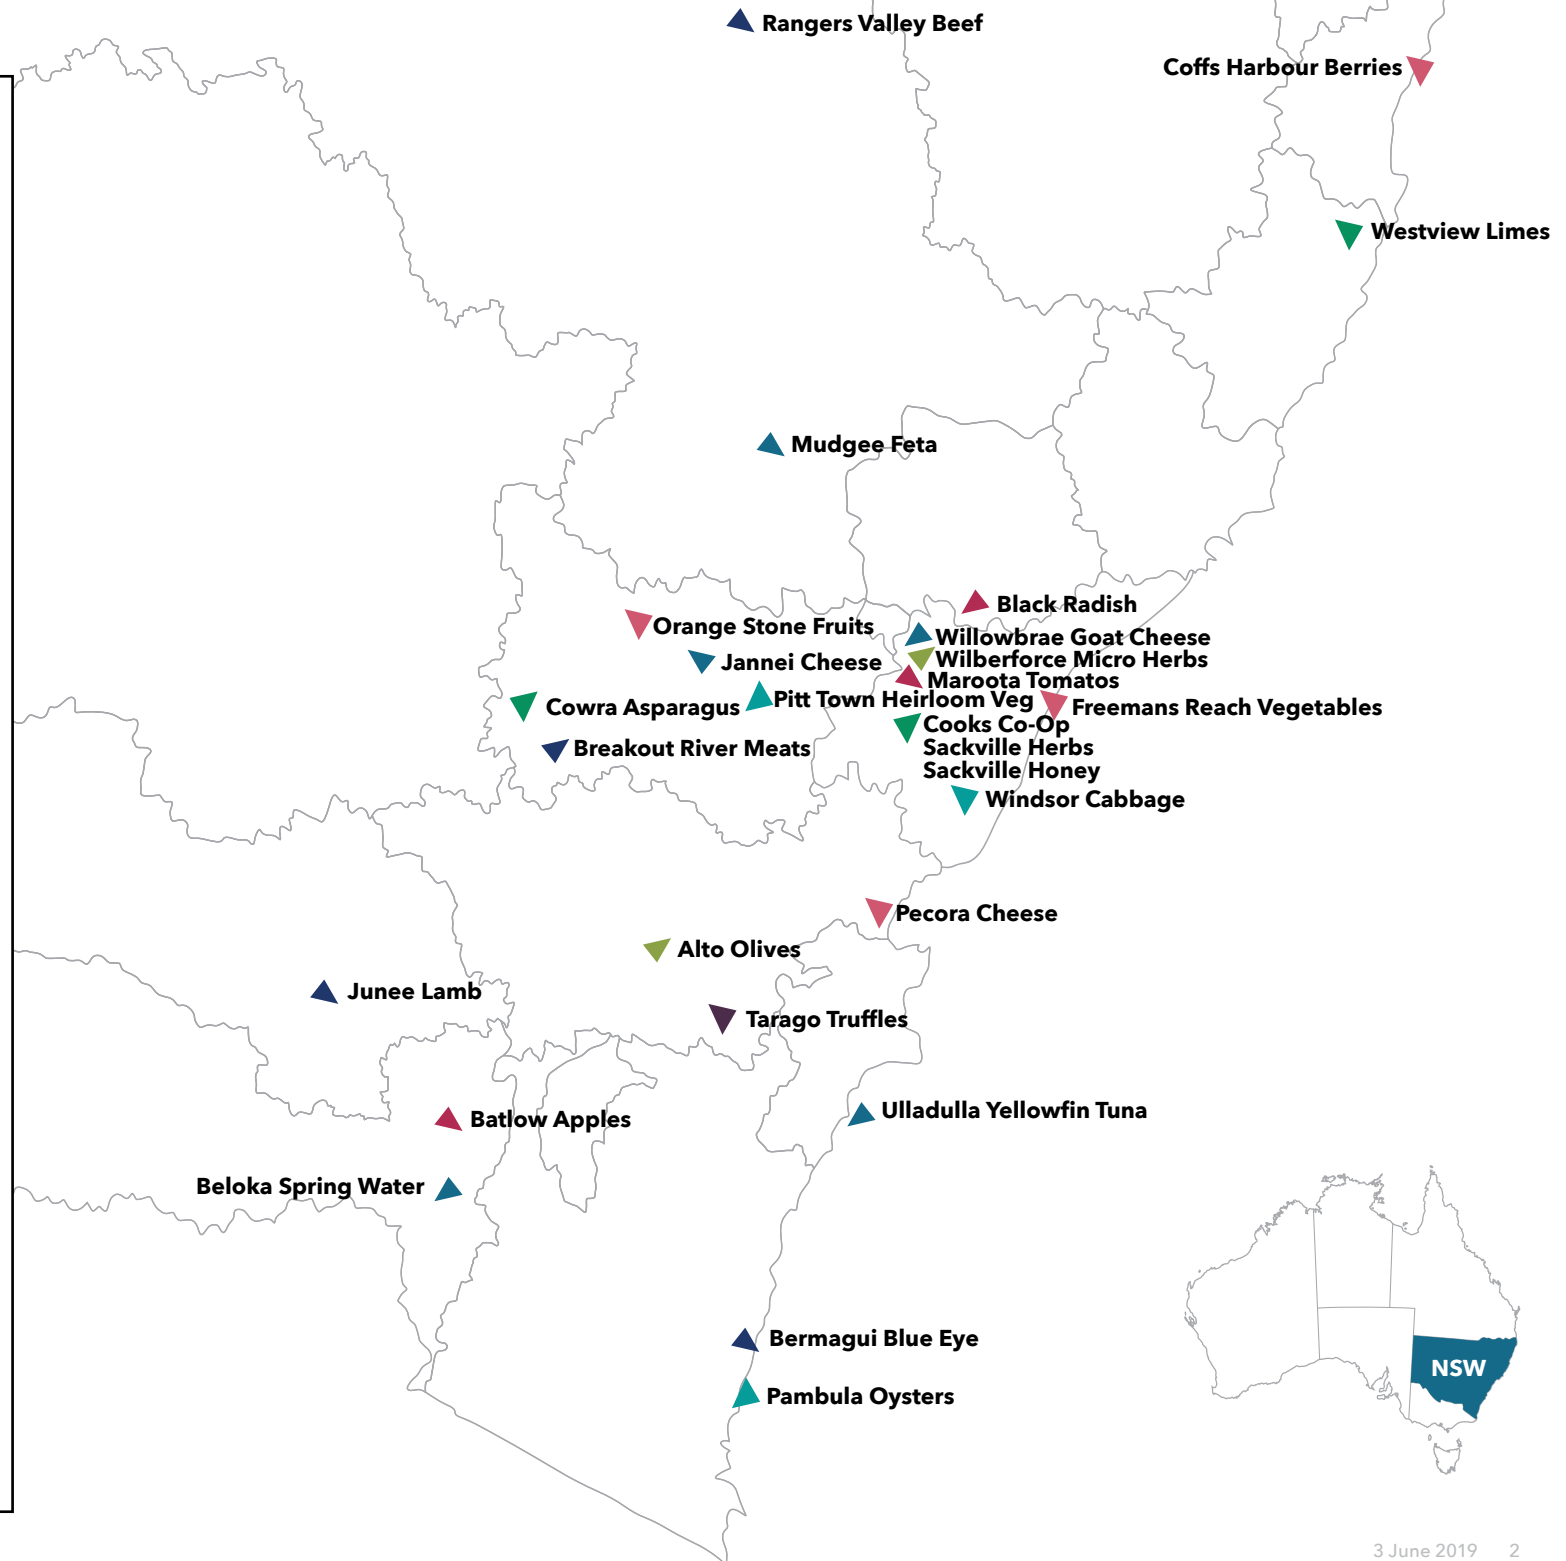 Rangers Valley Beef
Coffs Harbour Berries
Westview Limes
Mudgee Feta
Black Radish
Orange Stone Fruits
Willowbrae Goat Cheese
Jannei Cheese
Wilberforce Micro Herbs
Maroota Tomatos
Pitt Town Heirloom Veg
Cowra Asparagus
Freemans Reach Vegetables
Cooks Co-Op
Sackville Herbs
Sackville Honey
Breakout River Meats
Windsor Cabbage
Pecora Cheese
Alto Olives
Junee Lamb
Tarago Truffles
Batlow Apples
Ulladulla Yellowfin Tuna
Beloka Spring Water
Bermagui Blue Eye
NSW
Pambula Oysters
3 June 2019 2